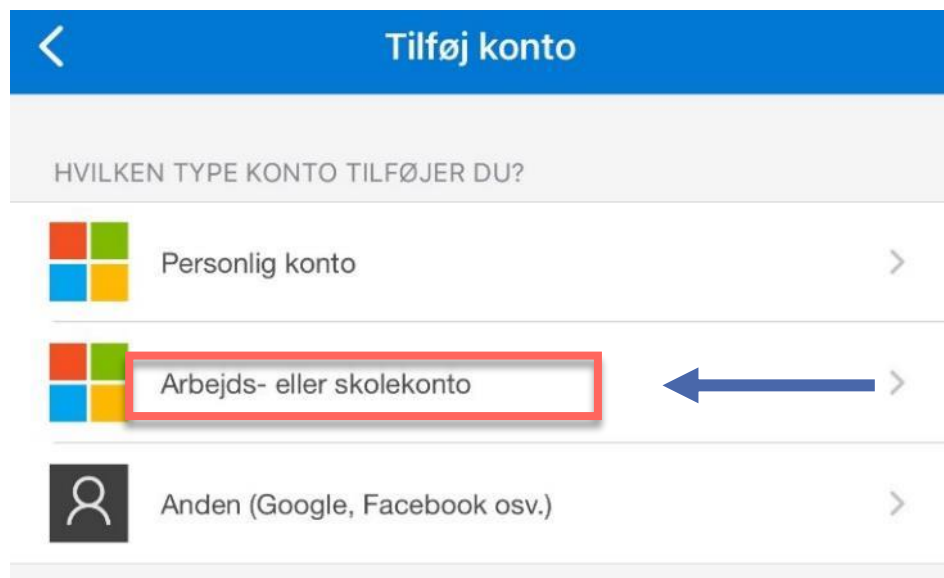 Tilføj konto
HVILKEN TYPE KONTO TILFØJER DU?
Personlig konto
Arbejds- eller skolekonto
Anden (Google, Facebook osv.)